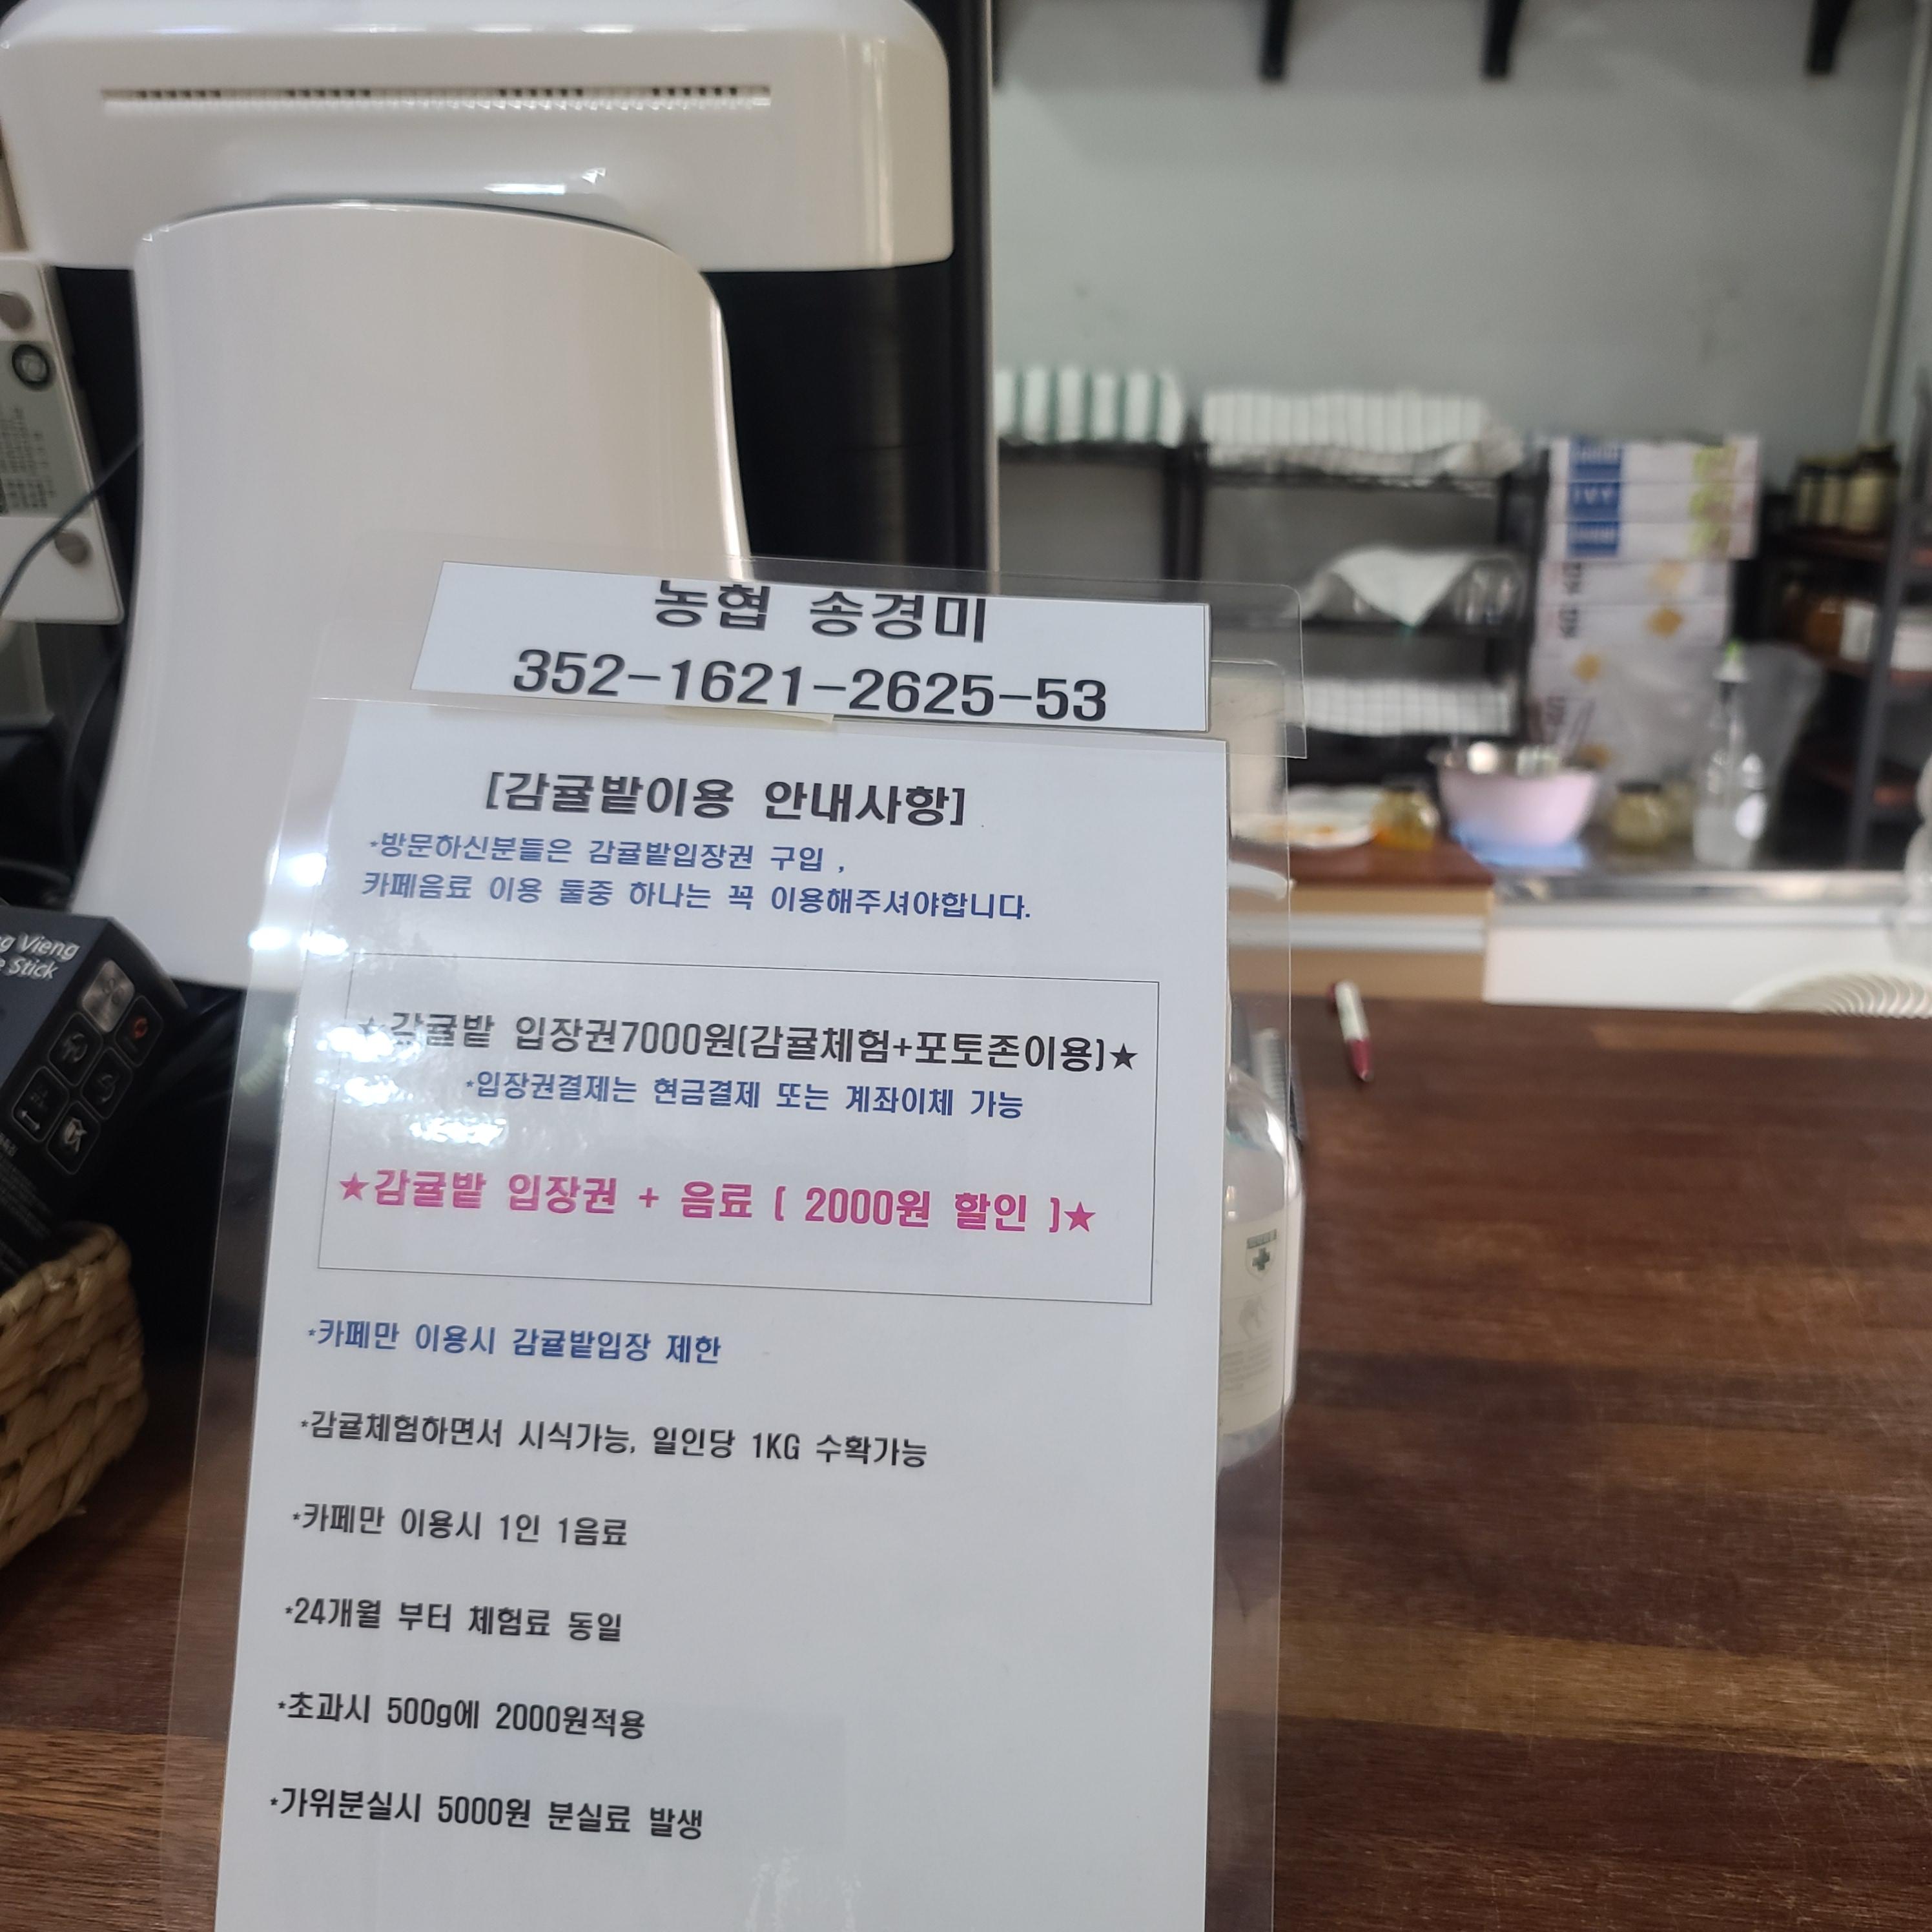 농협 송경미
352-1621-2625-53
[감귤밭이용 안내사항]
*방문하신분들은 감귤밭입장권 구입 ,
카페음료 이용 둘중 하나는 꼭 이용해주셔야합니다.
★감귤밭 입장권7000원(감귤체험+포토존이용)★
*입장권결제는 현금결제 또는 계좌이체 가능
★감귤밭 입장권 + 음료 ( 2000원 할인 )★
*카페만 이용시 감귤밭입장 제한
*감귤체험하면서 시식가능, 일인당 1KG 수확가능
*카페만 이용시 1인 1음료
*24개월 부터 체험료 동일
*초과시 500g에 2000원적용
*가위분실시 5000원 분실료 발생
Vieng
Stick
IVY